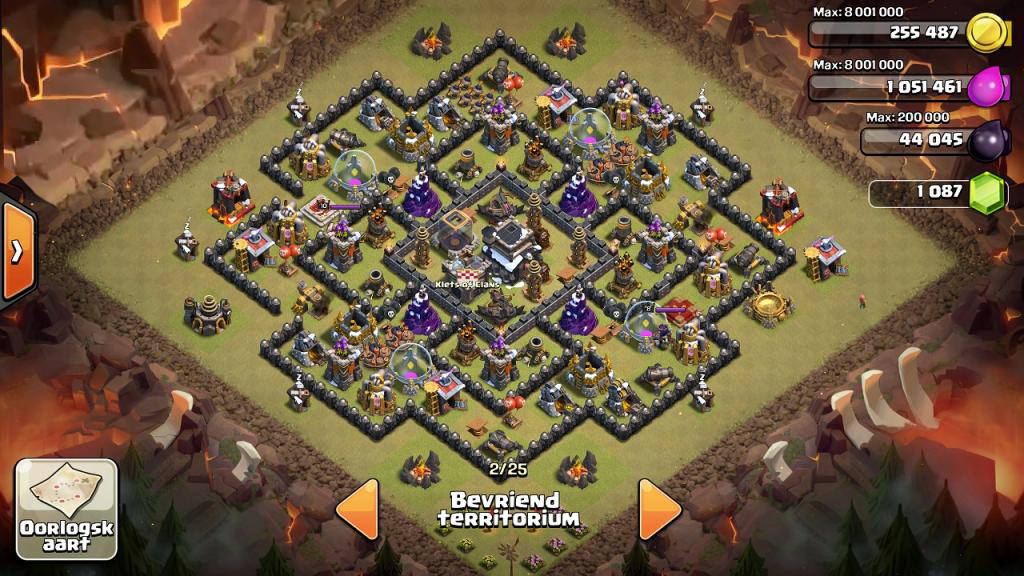 Max: 8 001 000
255 487
Max: 8 001 000
1 051 461
Max: 200 000
44 045
1 087
Klets of Clans
2/25
Bevriend
territorium
Oorlogsk
aart